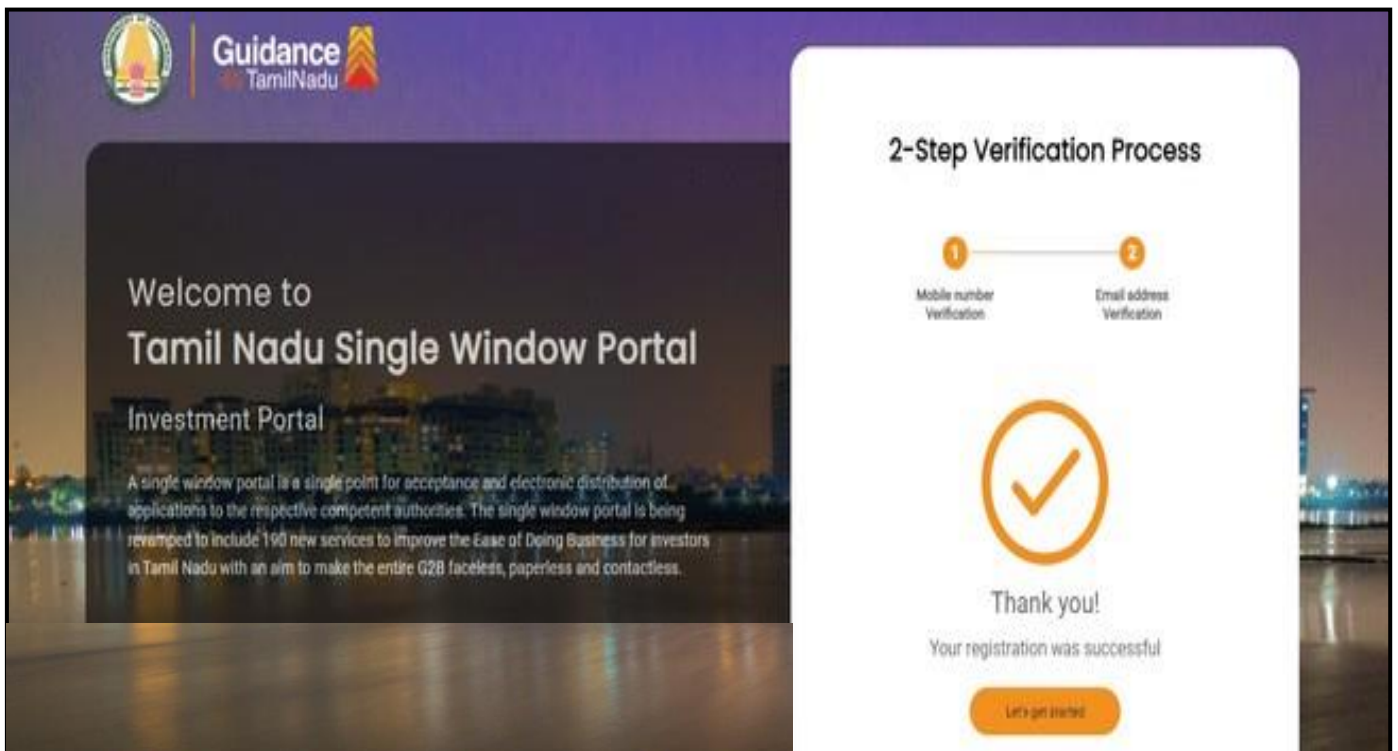 Guidance
TamilNadu
Welcome to
Tamil Nadu Single Window Portal
Investment Portal
A single window portal is a single point for acceptance and electronic distribution of
applications to the respective competent authorities. The single window portal is being
revamped to include 190 new services to improve the Ease of Doing Business for investors
in Tamil Nadu with an aim to make the entire G2B faceless, paperless and contactless.
2-Step Verification Process
1
2
Mobile number
Verification
Email address
Verification
Thank you!
Your registration was successful
Let's get started